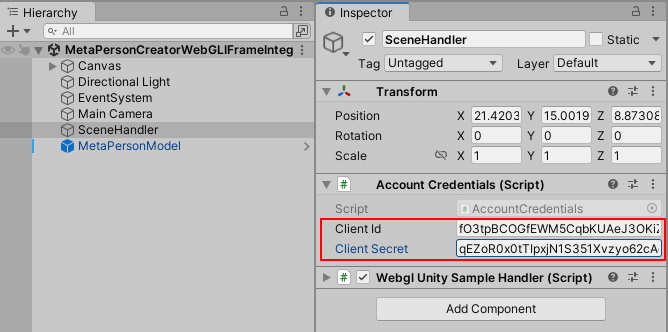 Hierarchy
All
MetaPersonCreatorWebGLIFrameInteg
Canvas
Directional Light
EventSystem
Main Camera
SceneHandler
MetaPersonModel
Inspector
SceneHandler Static
Tag Untagged Layer Default
Transform
Position X 21.4203 Y 15.0019 Z 8.87308
Rotation X 0 Y 0 Z 0
Scale X 1 Y 1 Z 1
# Account Credentials (Script)
Script # AccountCredentials
Client Id fO3tpBCOGfEWM5CqbKUAeJ3OKiZ
Client Secret qEZoR0x0tTlpxjN1S351Xvzyo62cA
# Webgl Unity Sample Handler (Script)
Add Component